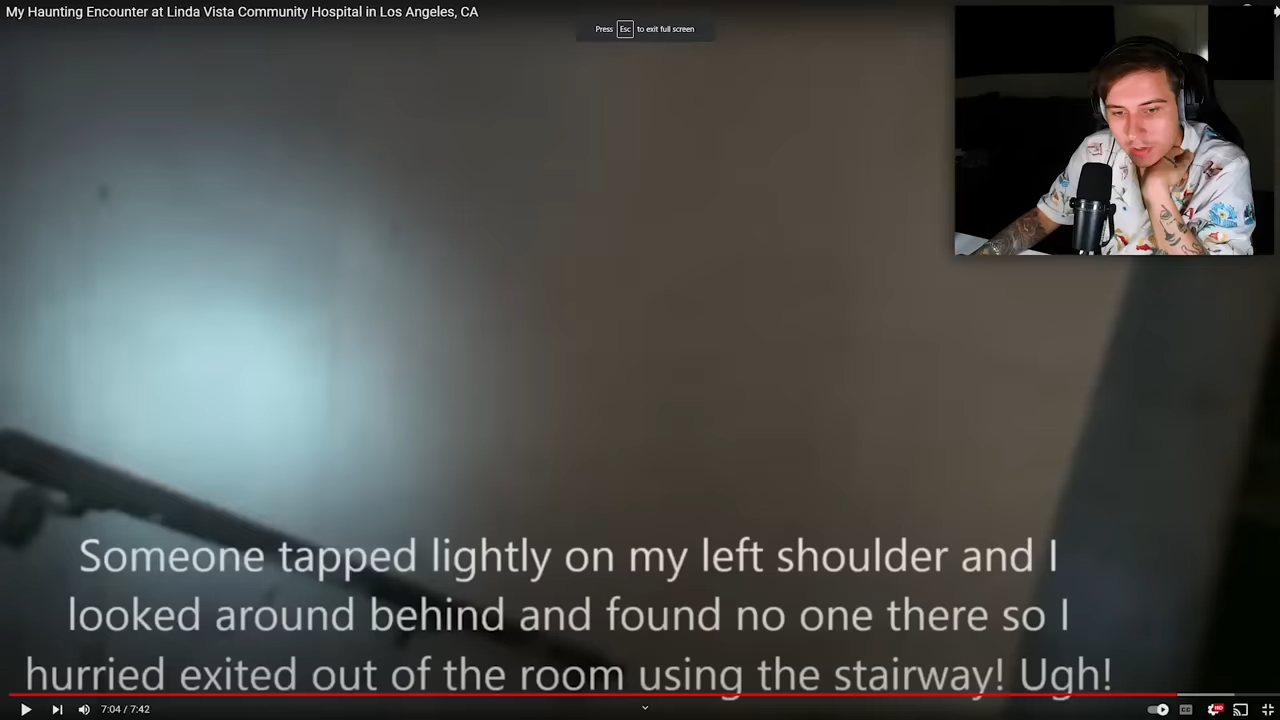 My Haunting Encounter at Linda Vista Community Hospital in Los Angeles, CA
Press Esc to exit full screen
Someone tapped lightly on my left shoulder and I
looked around behind and found no one there so I
hurried exited out of the room using the stairway! Ugh!
7:04 / 7:42
CC
HD